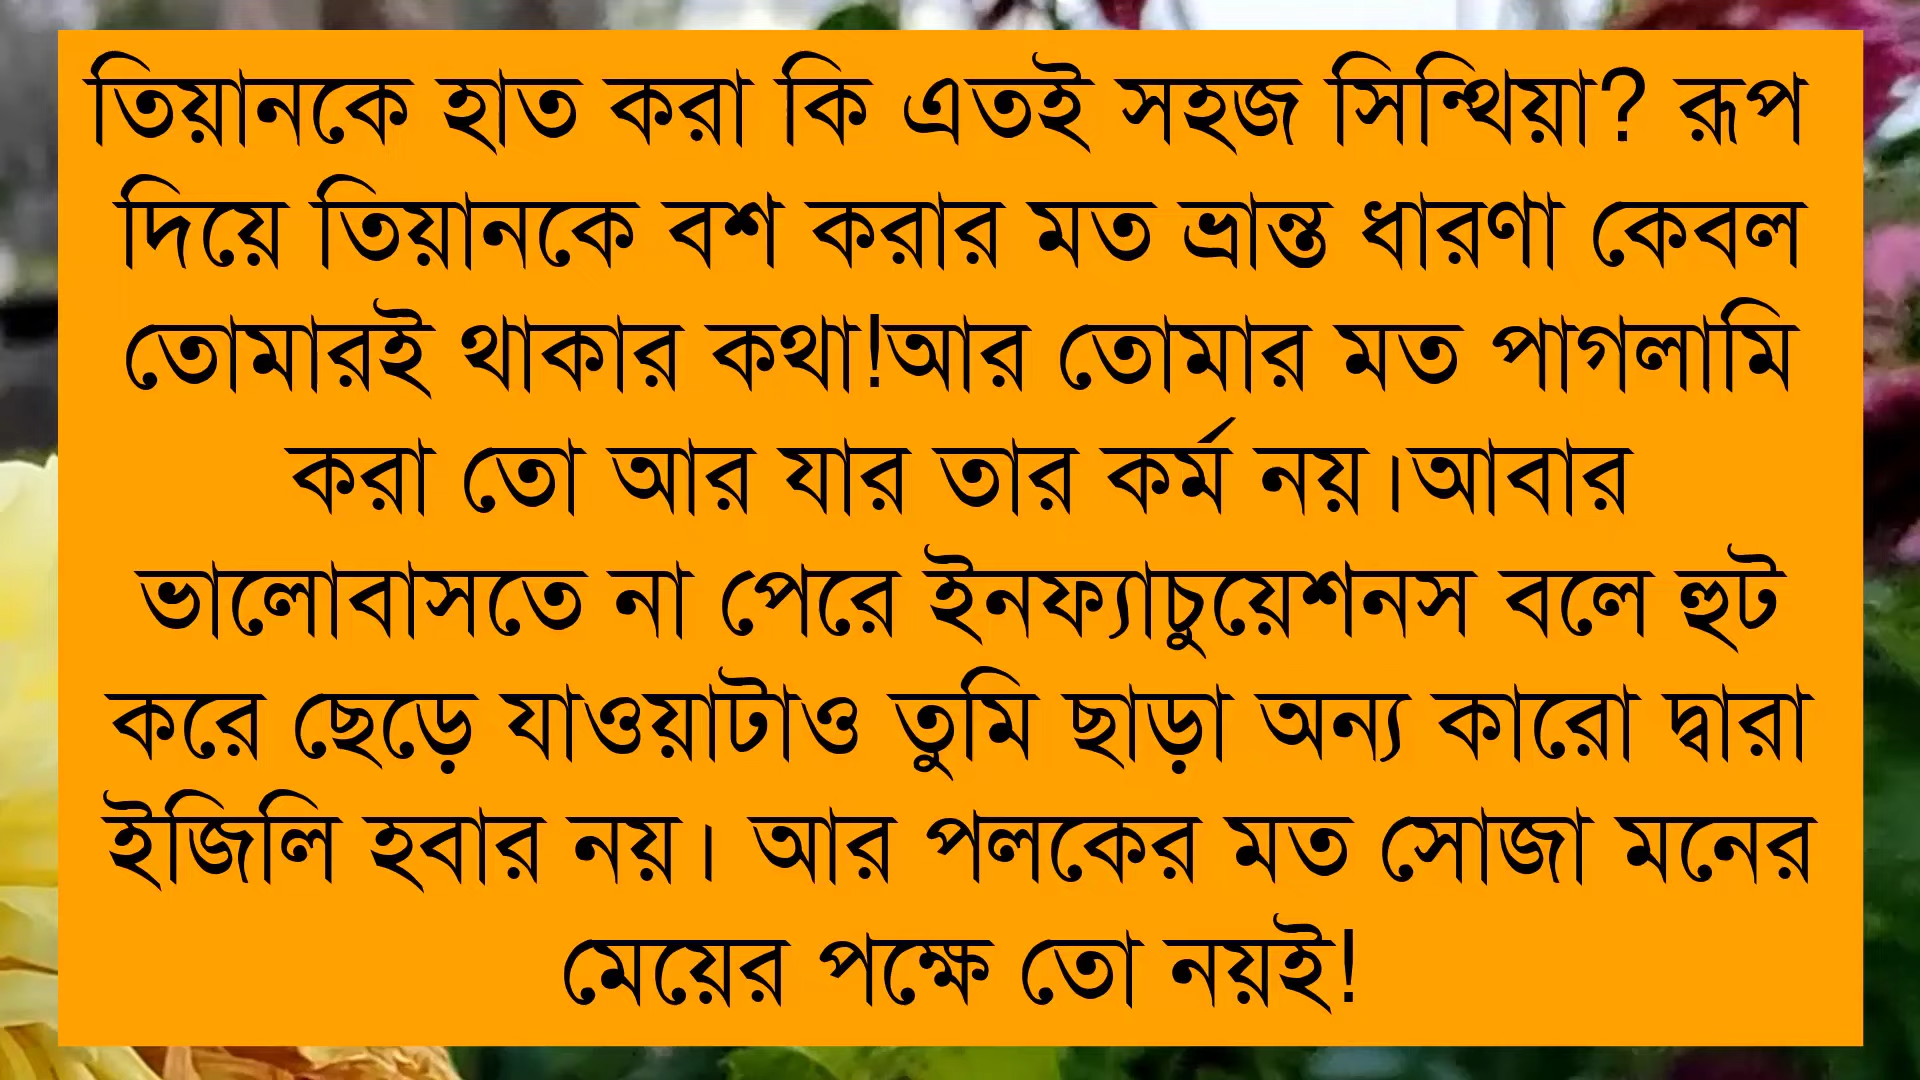 তিয়ানকে হাত করা কি এতই সহজ সিন্থিয়া? রূপ
দিয়ে তিয়ানকে বশ করার মত ভ্রান্ত ধারণা কেবল
তোমারই থাকার কথা!আর তোমার মত পাগলামি
করা তো আর যার তার কর্ম নয়।আবার
ভালোবাসতে না পেরে ইনফ্যাচুয়েশনস বলে হুট
করে ছেড়ে যাওয়াটাও তুমি ছাড়া অন্য কারো দ্বারা
ইজিলি হবার নয়। আর পলকের মত সোজা মনের
মেয়ের পক্ষে তো নয়ই!